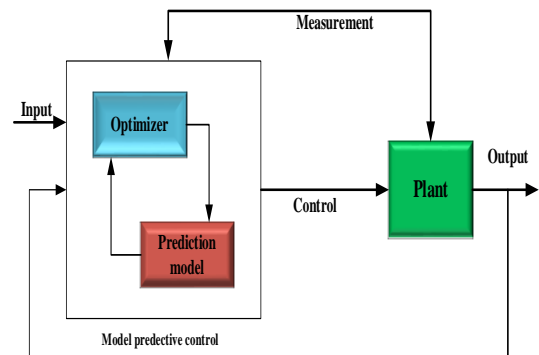 Measurement
Input
Optimizer
Output
Plant
Control
Prediction
model
Model predective control